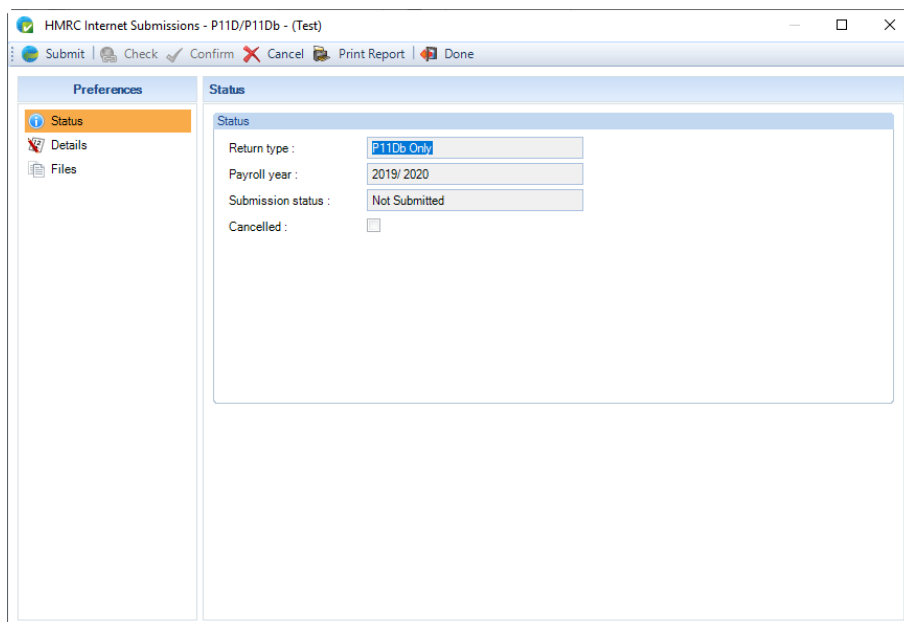 HMRC Internet Submissions - P11D/P11Db - (Test)
Submit Check Confirm Cancel Print Report Done
Preferences
Status
Details
Files
Status
Status
Return type : P11Db Only
Payroll year : 2019/ 2020
Submission status : Not Submitted
Cancelled :